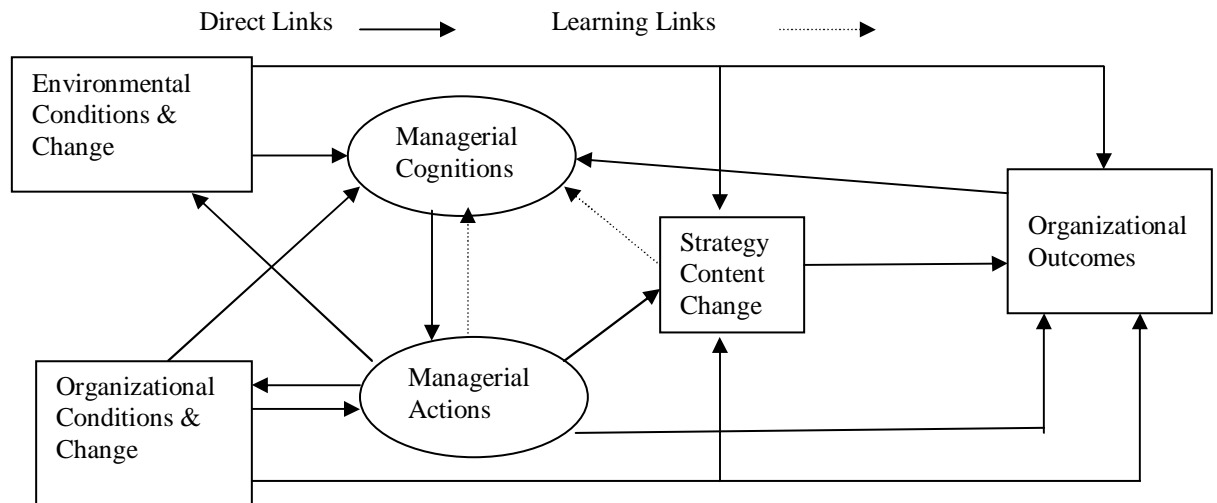 Direct Links
Learning Links
Environmental
Conditions &
Change
Managerial
Cognitions
Strategy
Content
Change
Organizational
Outcomes
Organizational
Conditions &
Change
Managerial
Actions